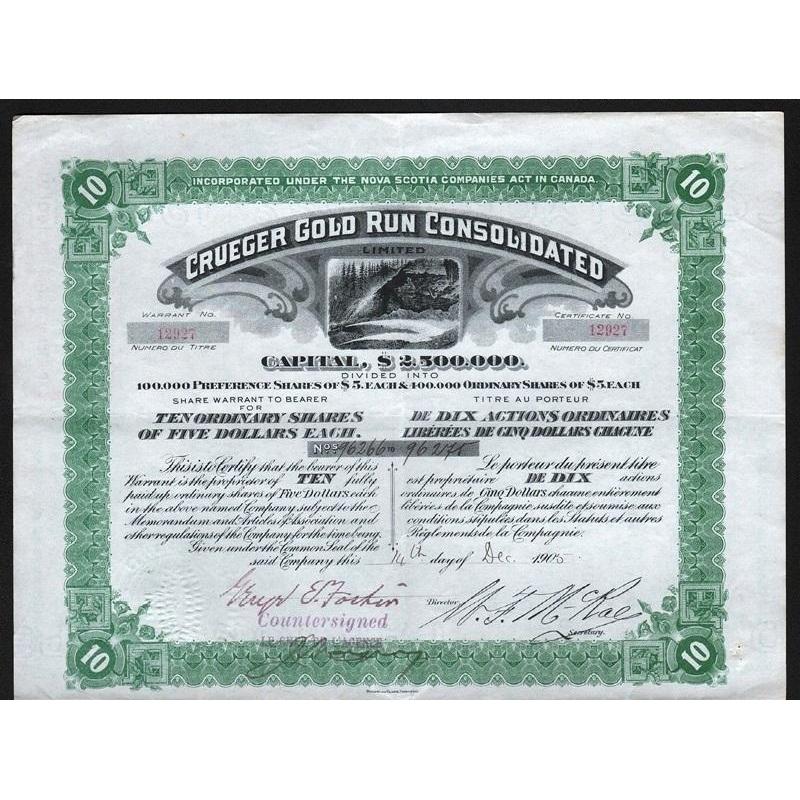 10
INCORPORATED UNDER THE NOVA SCOTIA COMPANIES ACT IN CANADA.
10
CRUEGER GOLD RUN CONSOLIDATED
LIMITED
WARRANT NO.
12927
NUMERO DU TITRE
CERTIFICATE NO.
12927
NUMERO DU CERTIFICAT
CAPITAL, $ 2.500.000.
DIVIDED INTO
100.000 PREFERENCE SHARES OF $5. EACH & 400.000 ORDINARY SHARES OF $5. EACH
SHARE WARRANT TO BEARER
FOR
TEN ORDINARY SHARES
OF FIVE DOLLARS EACH.
TITRE AU PORTEUR
DE DIX ACTIONS ORDINAIRES
LIBÉRÉES DE CINQ DOLLARS CHACUNE
Nos. 96266 TO 96275
This is to Certify that the bearer of this
Warrant is the proprietor of TEN fully
paid up ordinary shares of Five Dollars each
in the above named Company subject to the
Memorandum and Articles of Association and
other regulations of the Company for the time being.
Given under the Common Seal of the
said Company this 14th day of Dec. 1905
Le porteur du présent titre
est propriétaire DE DIX actions
ordinaires de Cinq Dollars chacune entièrement
libérées de la Compagnie susdite et soumise aux
conditions stipulées dans les Statuts et autres
Règlements de la Compagnie.
Director.
W. F. McRae
Secretary.
Countersigned
LE L'AGENCE
10
10